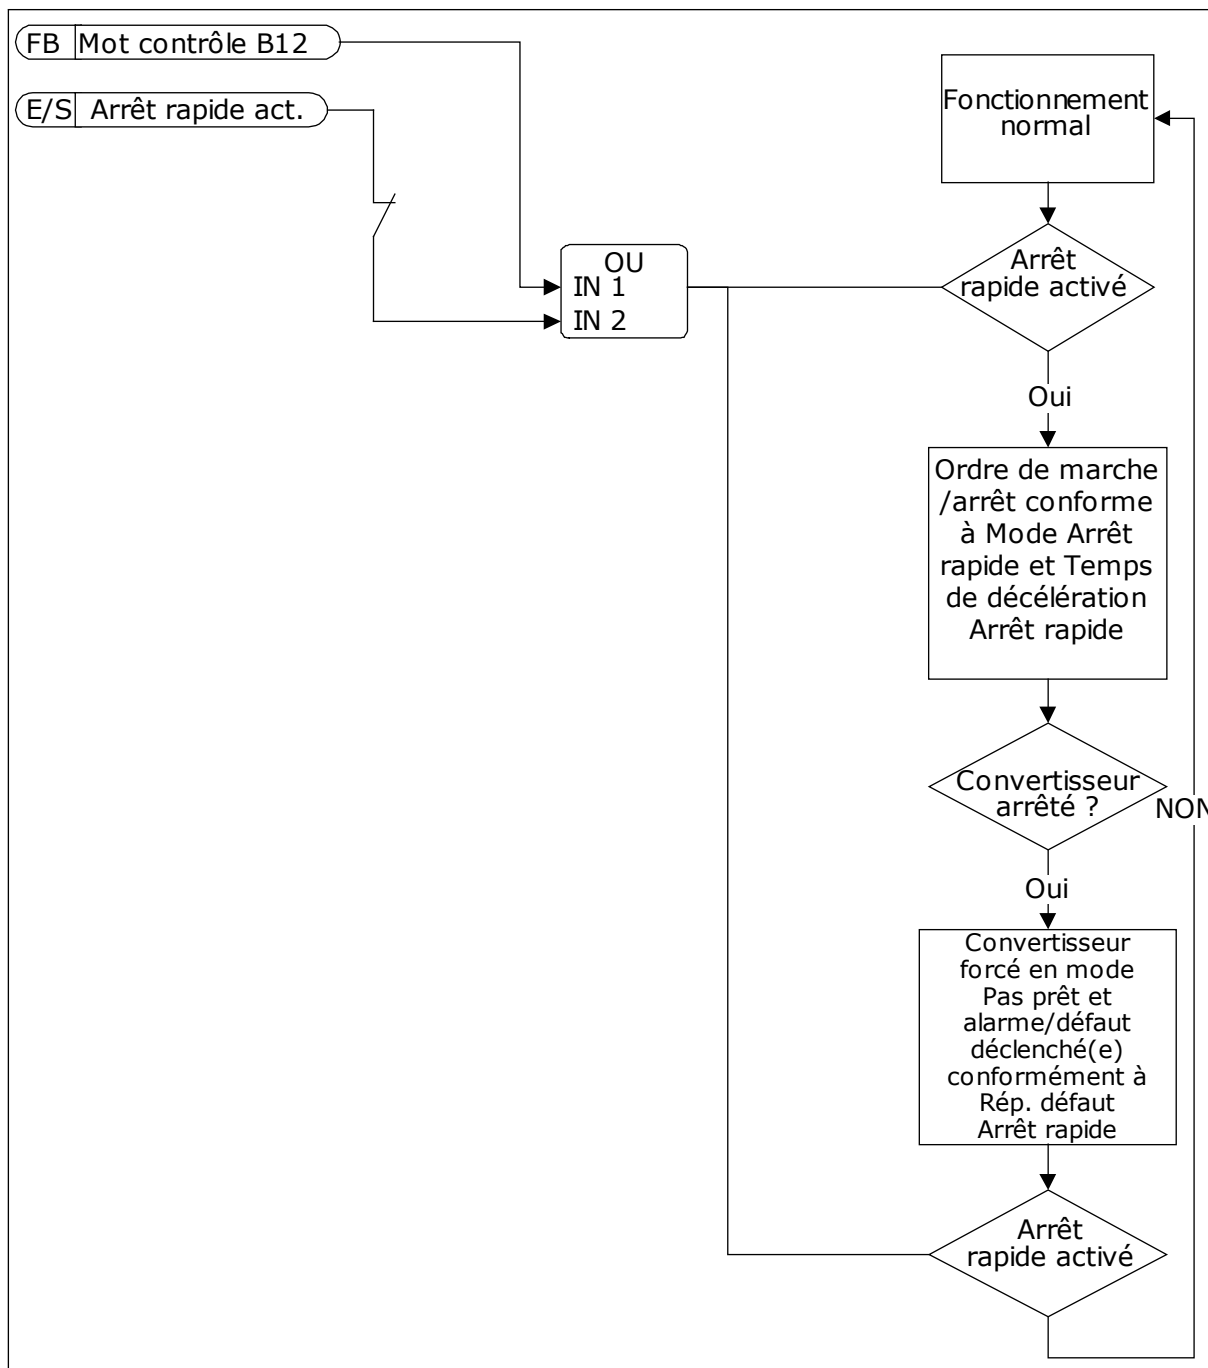 FB Mot contrôle B12
E/S Arrêt rapide act.
OU
IN 1
IN 2
Fonctionnement
normal
Arrêt
rapide activé
Oui
Ordre de marche
/arrêt conforme
à Mode Arrêt
rapide et Temps
de décélération
Arrêt rapide
Convertisseur
arrêté ?
NON
Oui
Convertisseur
forcé en mode
Pas prêt et
alarme/défaut
déclenché(e)
conformément à
Rép. défaut
Arrêt rapide
Arrêt
rapide activé